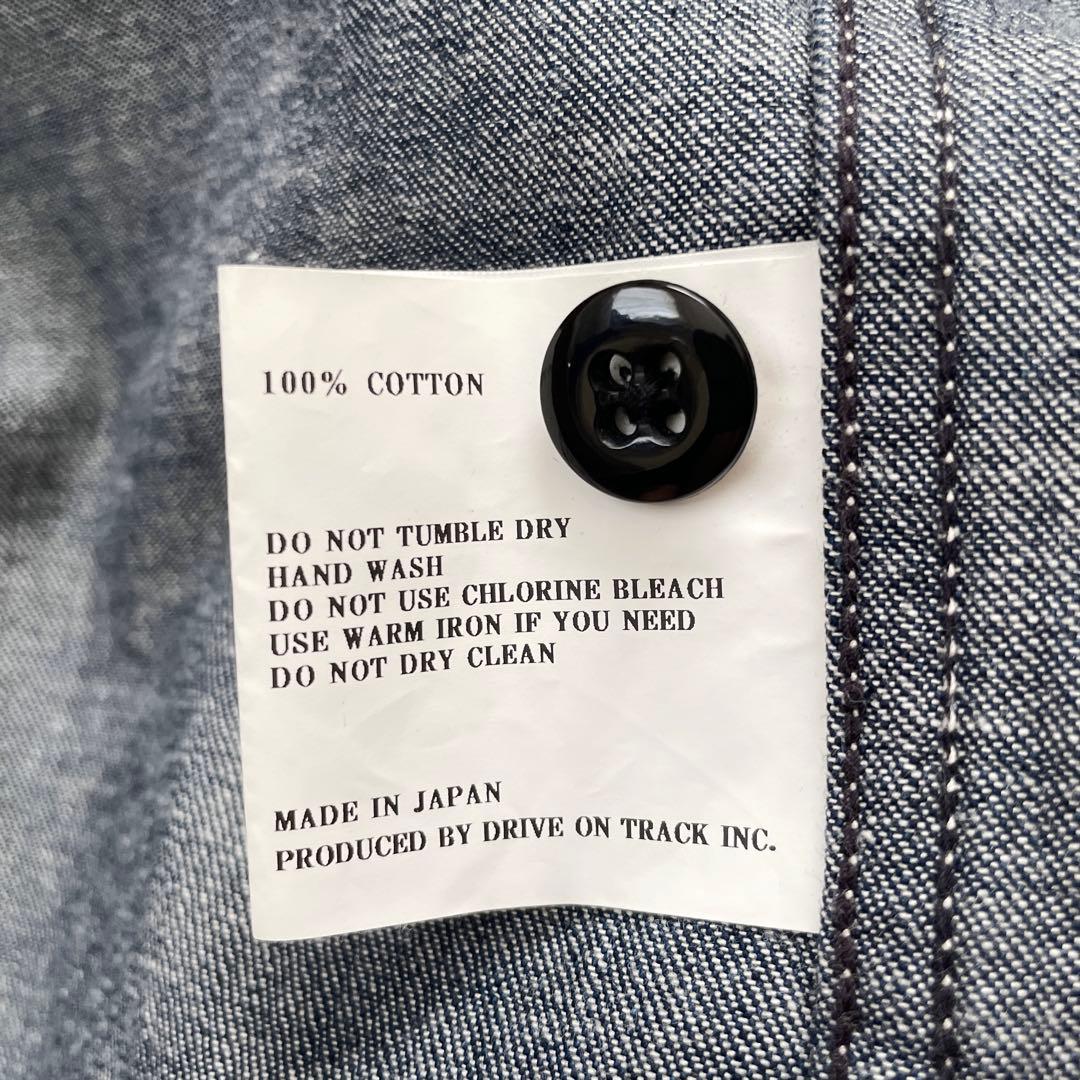 100% COTTON
DO NOT TUMBLE DRY
HAND WASH
DO NOT USE CHLORINE BLEACH
USE WARM IRON IF YOU NEED
DO NOT DRY CLEAN
MADE IN JAPAN
PRODUCED BY DRIVE ON TRACK INC.